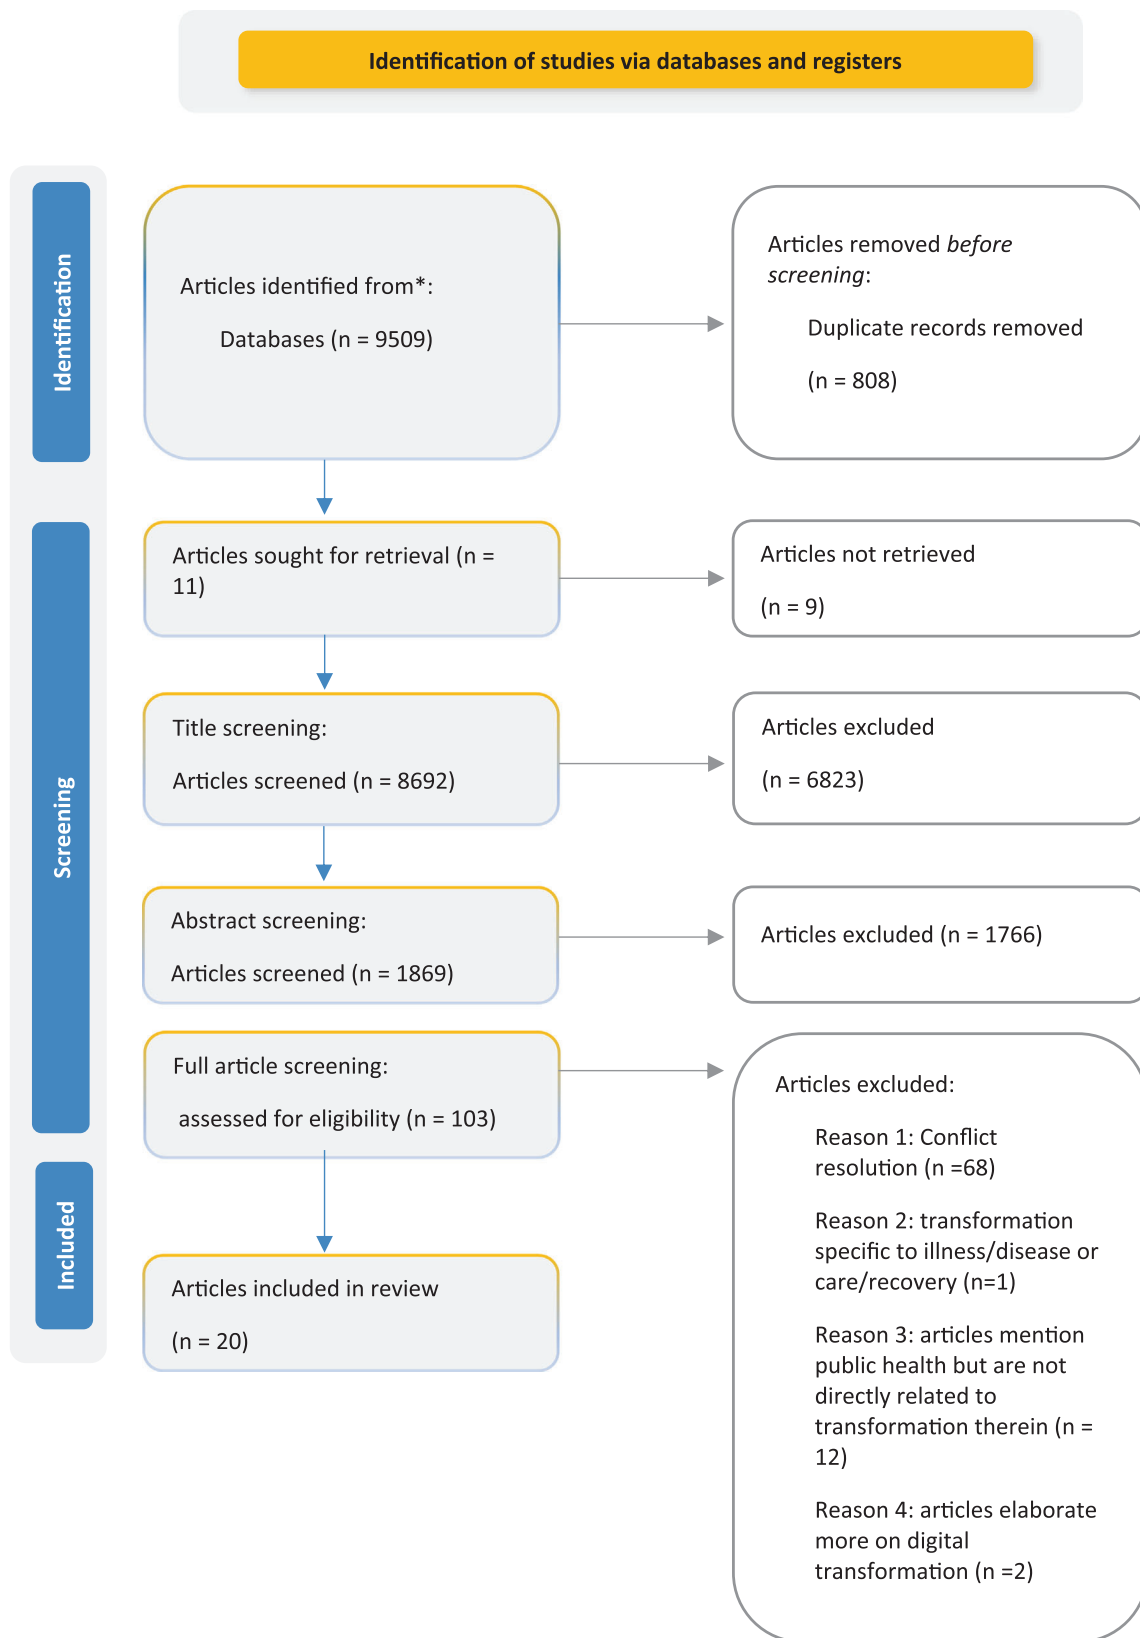 Identification of studies via databases and registers
Identification
Articles identified from*:
Databases (n = 9509)
Articles removed before
screening:
Duplicate records removed
(n = 808)
Screening
Articles sought for retrieval (n =
11)
Articles not retrieved
(n = 9)
Title screening:
Articles screened (n = 8692)
Articles excluded
(n = 6823)
Abstract screening:
Articles screened (n = 1869)
Articles excluded (n = 1766)
Full article screening:
assessed for eligibility (n = 103)
Articles excluded:
Reason 1: Conflict
resolution (n =68)
Reason 2: transformation
specific to illness/disease or
care/recovery (n=1)
Reason 3: articles mention
public health but are not
directly related to
transformation therein (n =
12)
Reason 4: articles elaborate
more on digital
transformation (n =2)
Included
Articles included in review
(n = 20)